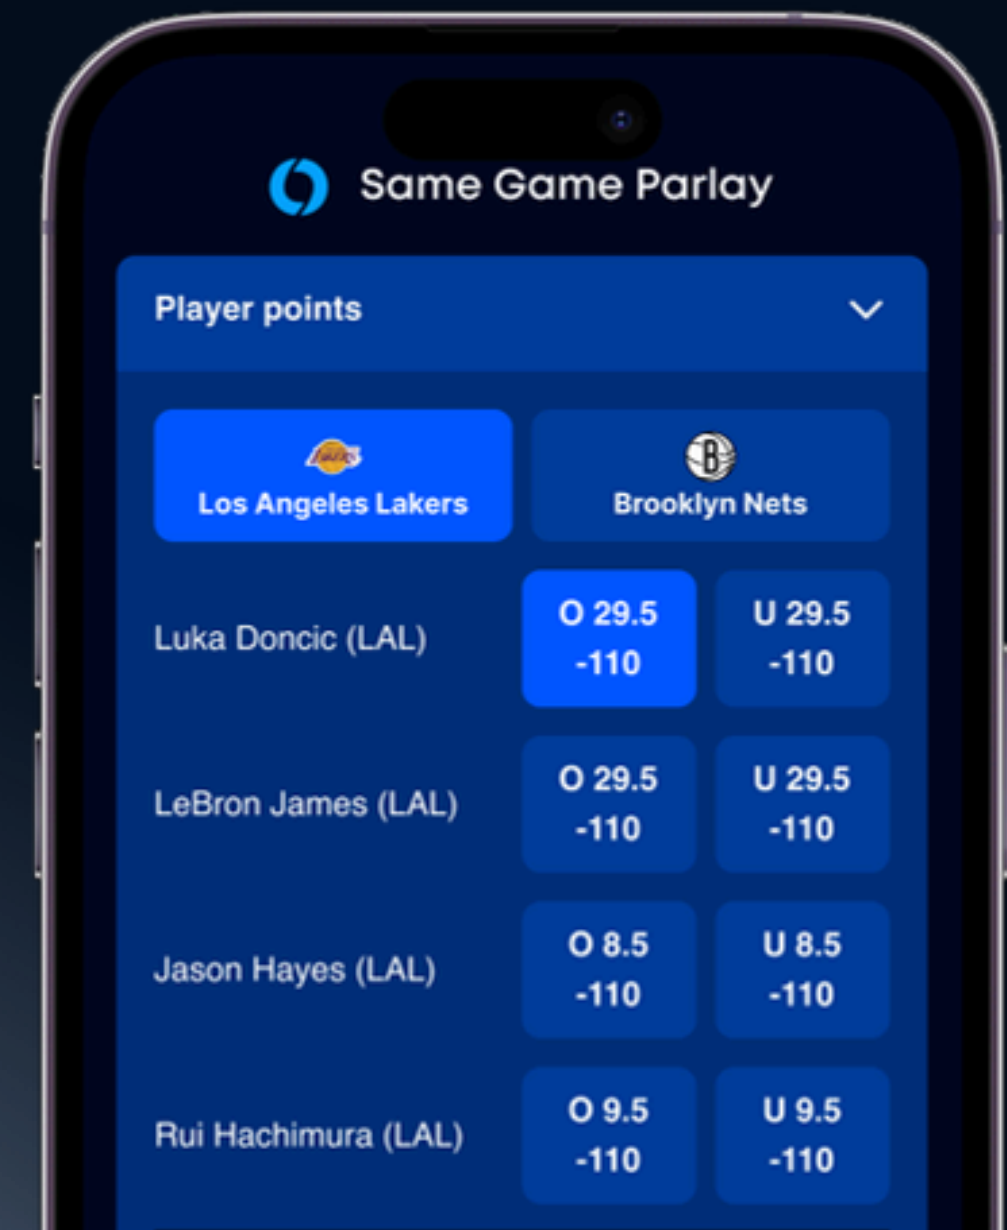 Same Game Parlay
Player points
LAKERS
B
Los Angeles Lakers
Brooklyn Nets
Luka Doncic (LAL)
O 29.5
-110
U 29.5
-110
LeBron James (LAL)
O 29.5
-110
U 29.5
-110
Jason Hayes (LAL)
O 8.5
-110
U 8.5
-110
Rui Hachimura (LAL)
O 9.5
-110
U 9.5
-110